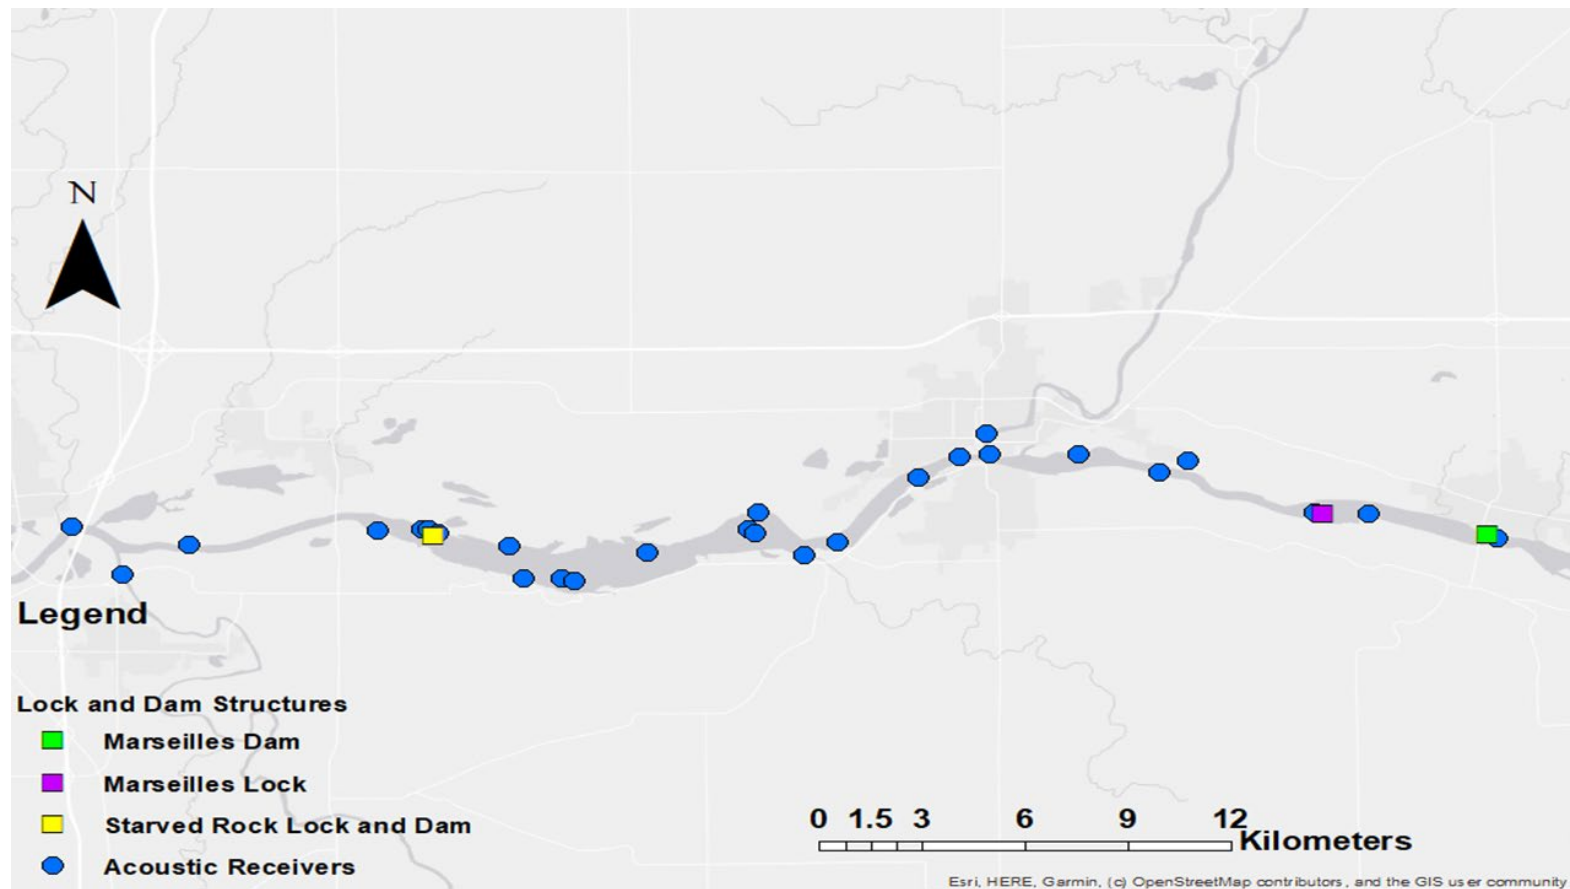 N
Legend
Lock and Dam Structures
Marseilles Dam
Marseilles Lock
Starved Rock Lock and Dam
Acoustic Receivers
0 1.5 3 6 9 12
Kilometers
Esri, HERE, Garmin, (c) OpenStreetMap contributors, and the GIS user community